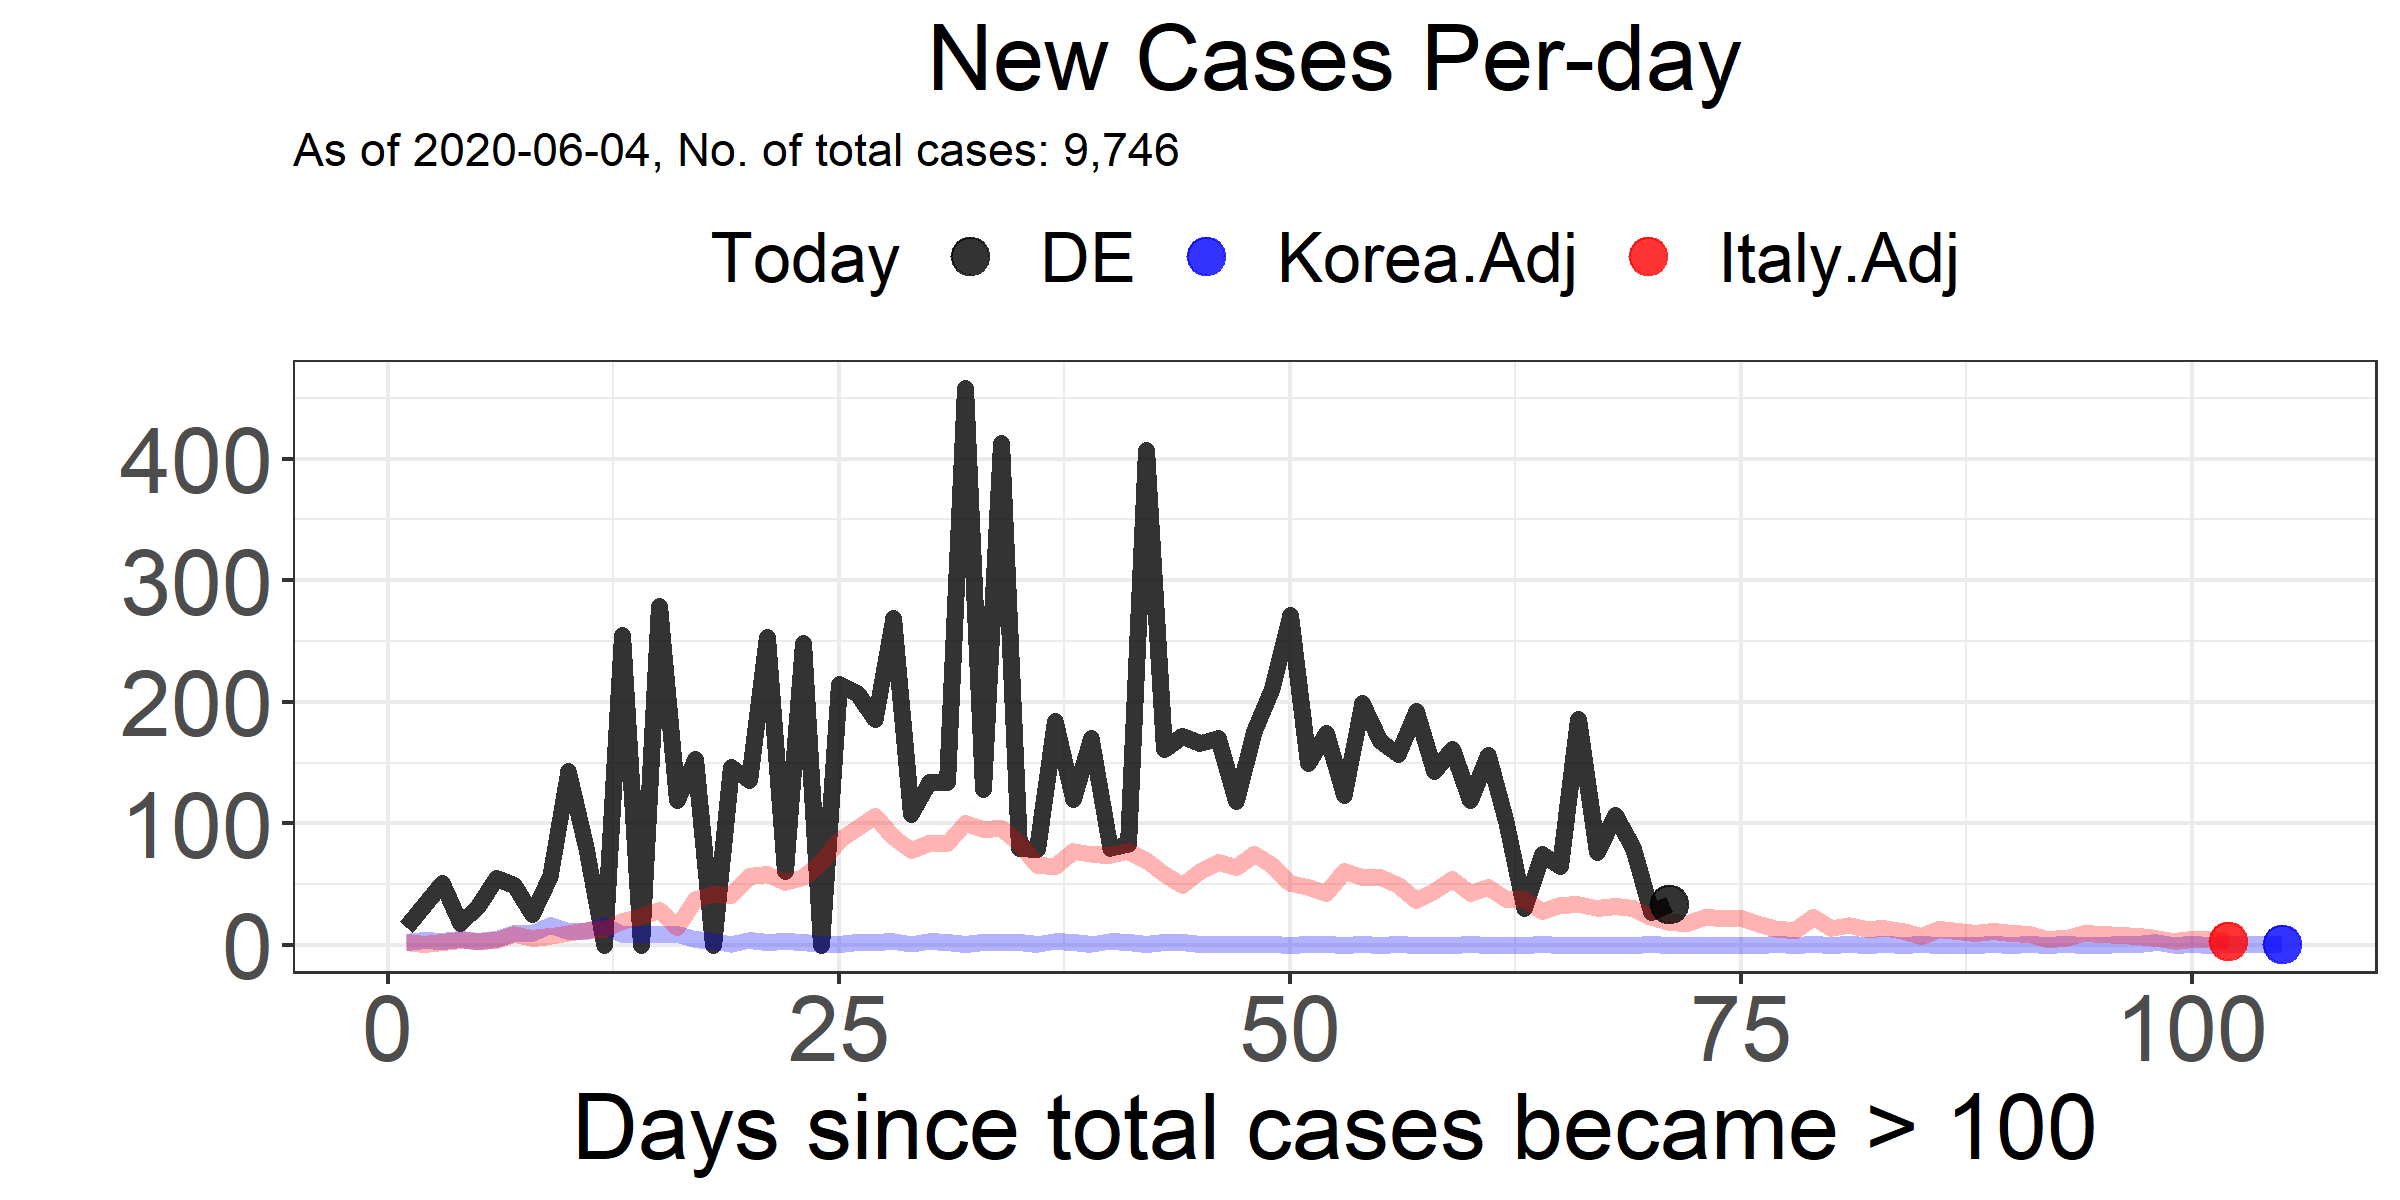 New Cases Per-day
As of 2020-06-04, No. of total cases: 9,746
Today DE Korea.Adj Italy.Adj
400
300
200
100
0
0 25 50 75 100
Days since total cases became > 100